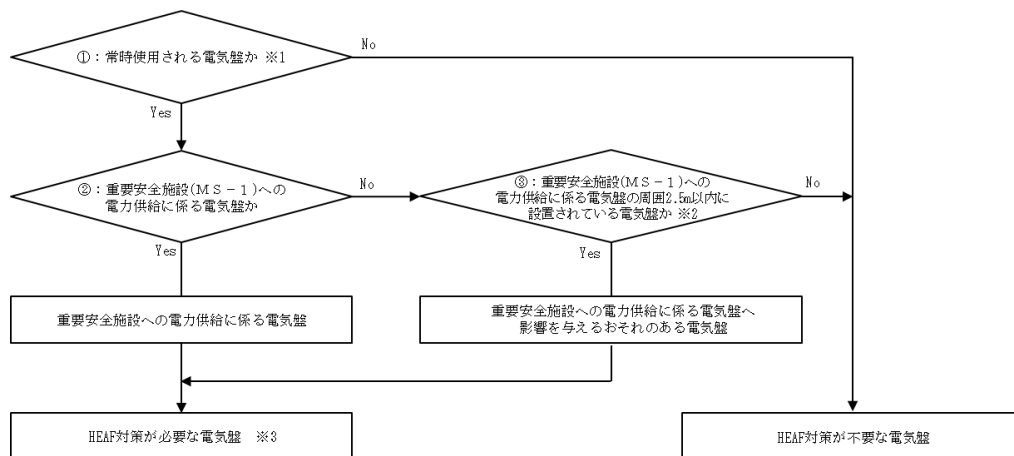 ①：常時使用される電気盤か ※1
No
Yes
②：重要安全施設(ＭＳ－１)への
電力供給に係る電気盤か
No
Yes
③：重要安全施設(ＭＳ－１)への
電力供給に係る電気盤の周囲2.5m以内に
設置されている電気盤か ※2
No
Yes
重要安全施設への電力供給に係る電気盤
重要安全施設への電力供給に係る電気盤へ
影響を与えるおそれのある電気盤
HEAF対策が必要な電気盤 ※3
HEAF対策が不要な電気盤